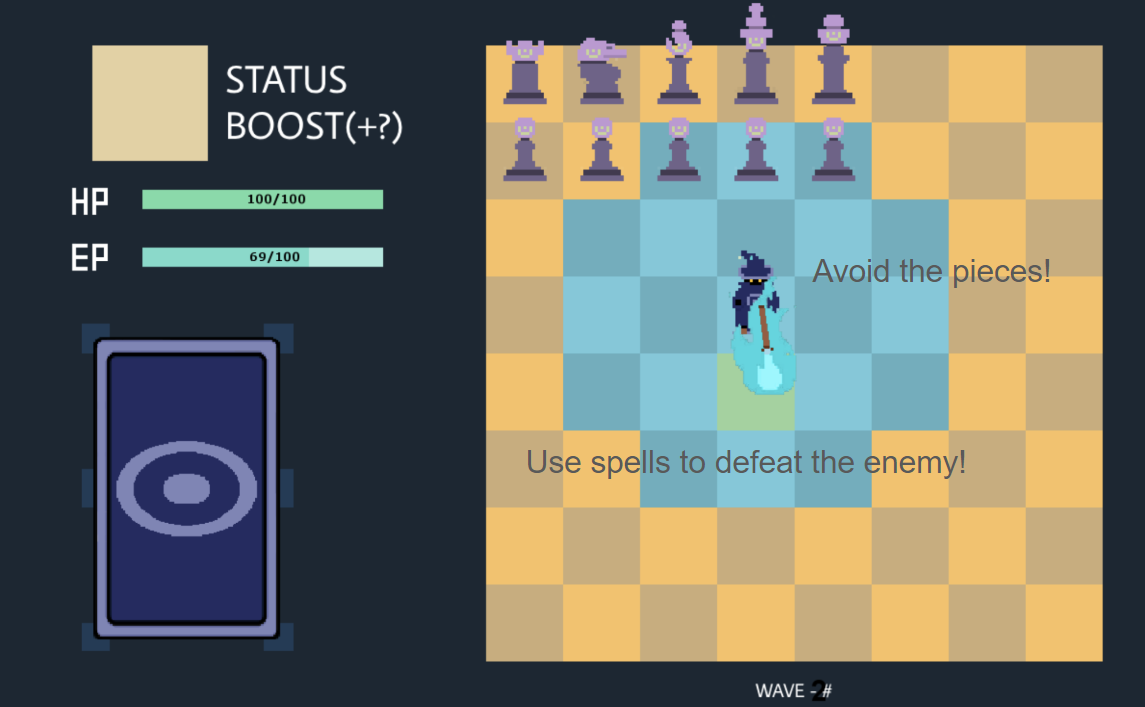 STATUS
BOOST(+?)
HP
100/100
EP
69/100
Avoid the pieces!
Use spells to defeat the enemy!
WAVE -2#